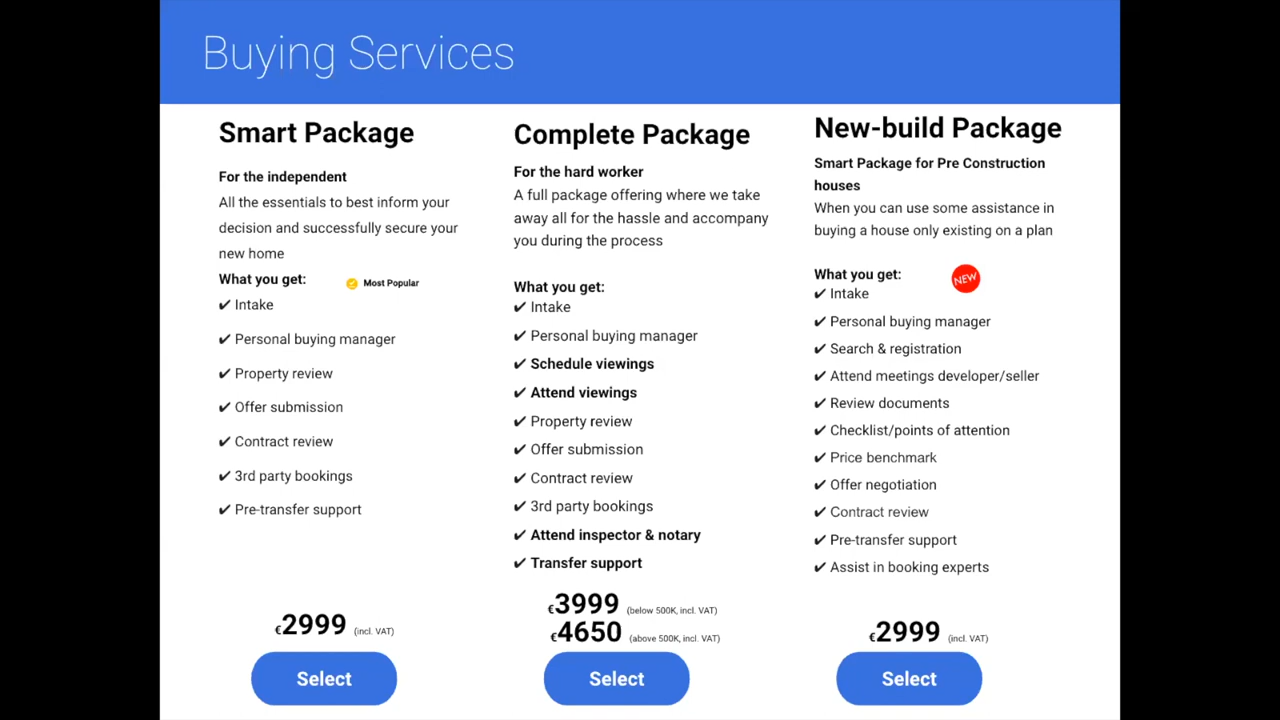 Buying Services
Smart Package
For the independent
All the essentials to best inform your
decision and successfully secure your
new home
What you get:
Most Popular
✔ Intake
✔ Personal buying manager
✔ Property review
✔ Offer submission
✔ Contract review
✔ 3rd party bookings
✔ Pre-transfer support
€2999 (incl. VAT)
Select
Complete Package
For the hard worker
A full package offering where we take
away all for the hassle and accompany
you during the process
What you get:
✔ Intake
✔ Personal buying manager
✔ Schedule viewings
✔ Attend viewings
✔ Property review
✔ Offer submission
✔ Contract review
✔ 3rd party bookings
✔ Attend inspector & notary
✔ Transfer support
€3999 (below 500K, incl. VAT)
€4650 (above 500K, incl. VAT)
Select
New-build Package
Smart Package for Pre Construction
houses
When you can use some assistance in
buying a house only existing on a plan
What you get:
NEW
✔ Intake
✔ Personal buying manager
✔ Search & registration
✔ Attend meetings developer/seller
✔ Review documents
✔ Checklist/points of attention
✔ Price benchmark
✔ Offer negotiation
✔ Contract review
✔ Pre-transfer support
✔ Assist in booking experts
€2999 (incl. VAT)
Select